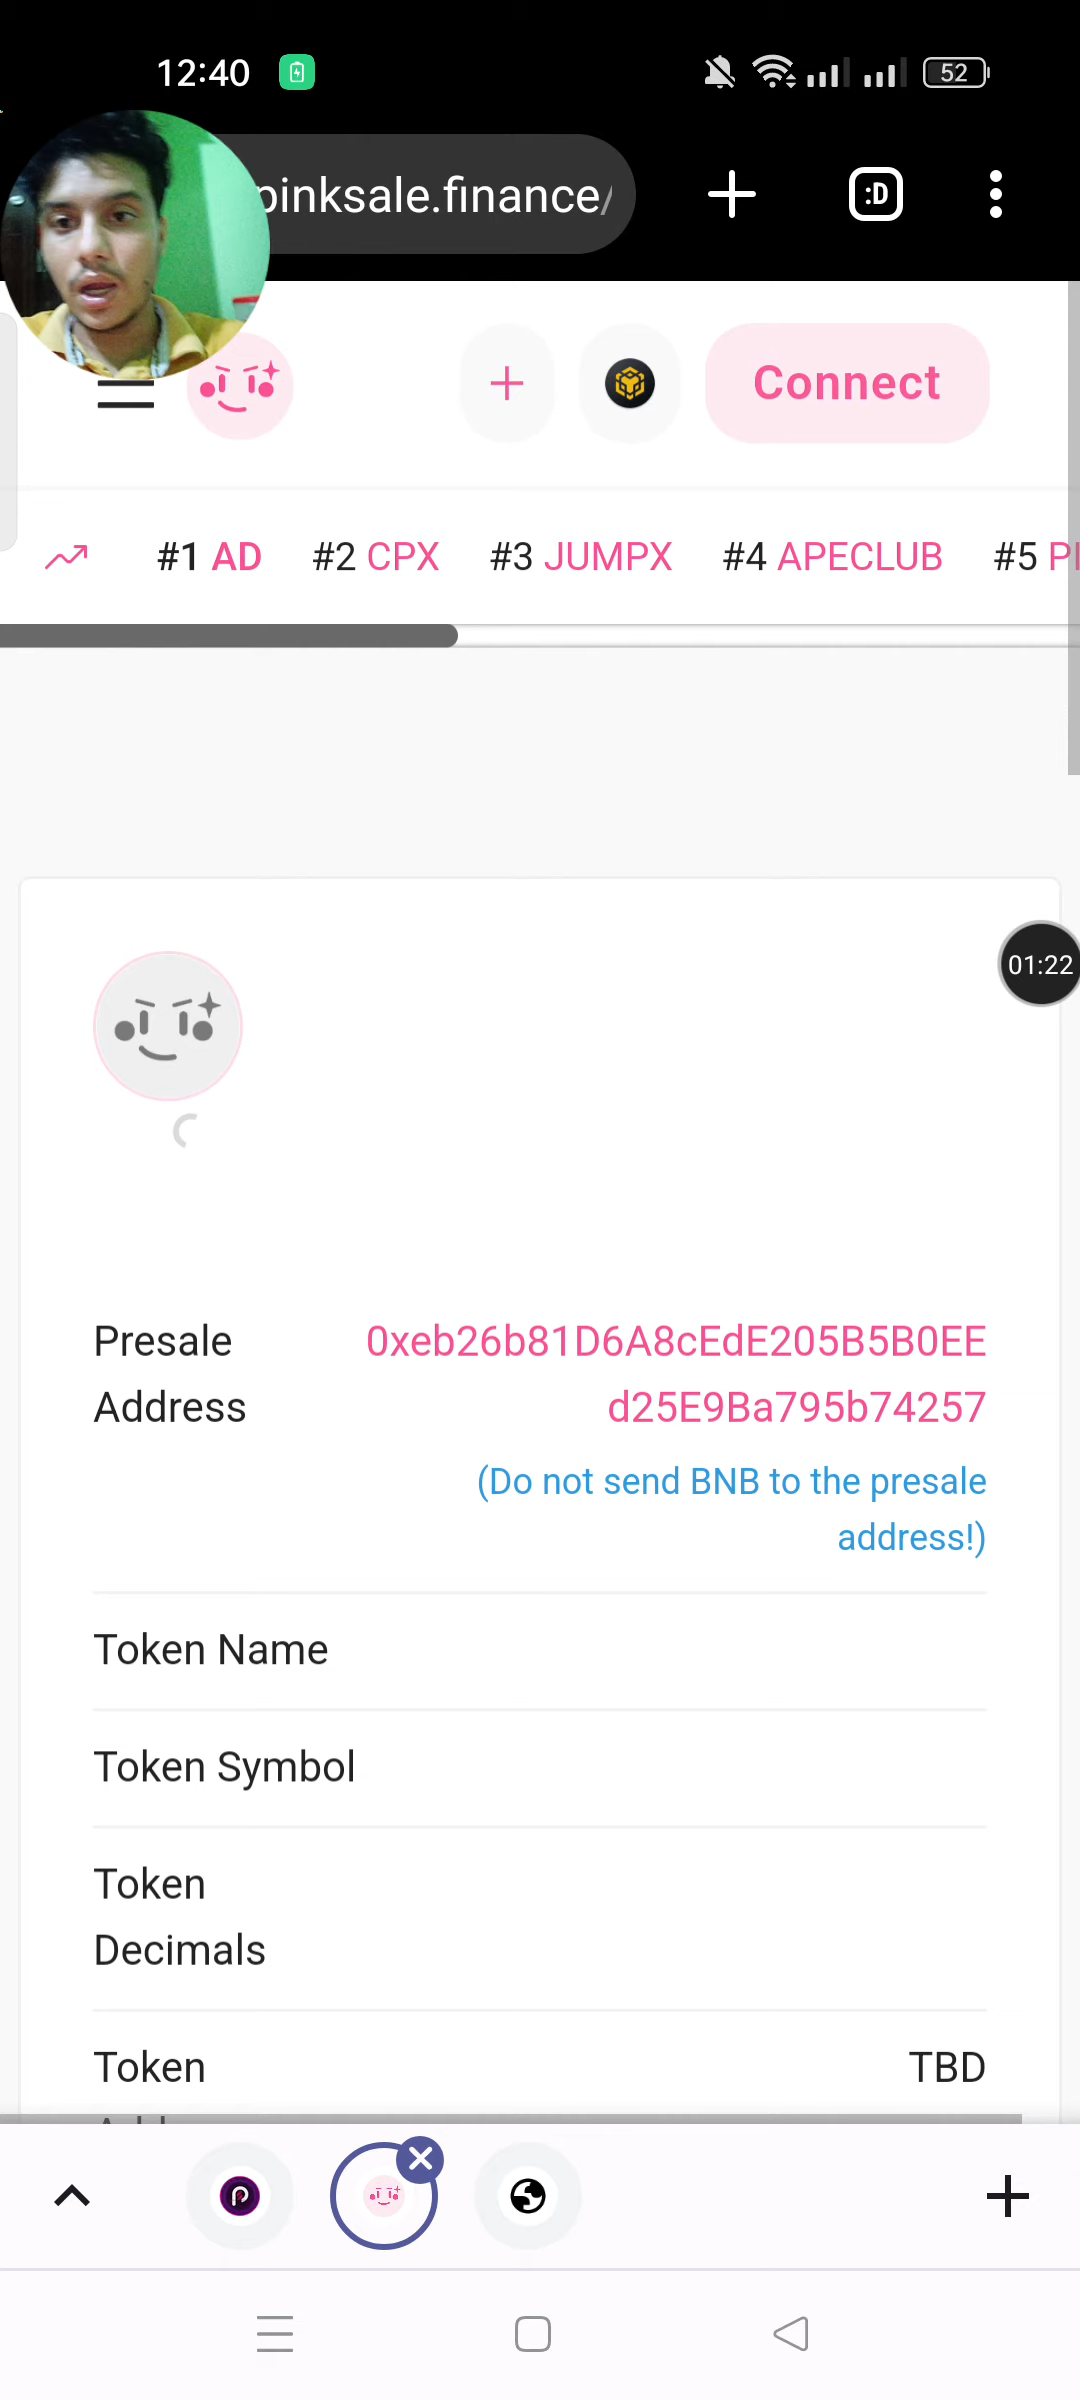 12:40
52
pinksale.finance/
:D
Connect
#1 AD #2 CPX #3 JUMPX #4 APECLUB #5
01:22
Presale Address
0xeb26b81D6A8cEdE205B5B0EE
d25E9Ba795b74257
(Do not send BNB to the presale
address!)
Token Name
Token Symbol
Token
Decimals
Token TBD